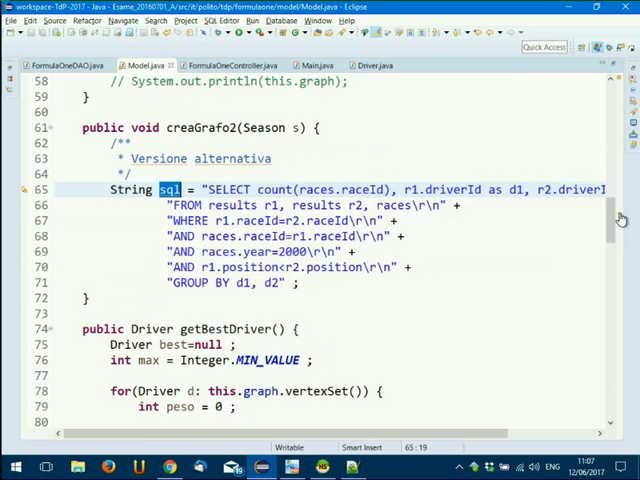 workspace-TdP-2017 - Java - Esame_20160701_A/src/it/polito/tdp/formulaone/model/Model.java - Eclipse
File Edit Source Refactor Navigate Search Project SQL Editor Run Database Window Help
Quick Access
FormulaOneDAO.java Model.java FormulaOneController.java Main.java Driver.java
58 // System.out.println(this.graph);
59 }
60
61 public void creaGrafo2(Season s) {
62 /**
63 * Versione alternativa
64 */
65 String sql = "SELECT count(races.raceId), r1.driverId as d1, r2.driverI
66 "FROM results r1, results r2, races\r\n" +
67 "WHERE r1.raceId=r2.raceId\r\n" +
68 "AND races.raceId=r1.raceId\r\n" +
69 "AND races.year=2000\r\n" +
70 "AND r1.position<r2.position\r\n" +
71 "GROUP BY d1, d2" ;
72 }
73
74 public Driver getBestDriver() {
75 Driver best=null ;
76 int max = Integer.MIN_VALUE ;
77
78 for(Driver d: this.graph.vertexSet()) {
79 int peso = 0 ;
80
Writable Smart Insert 65 : 19
ENG 11:07
12/06/2017